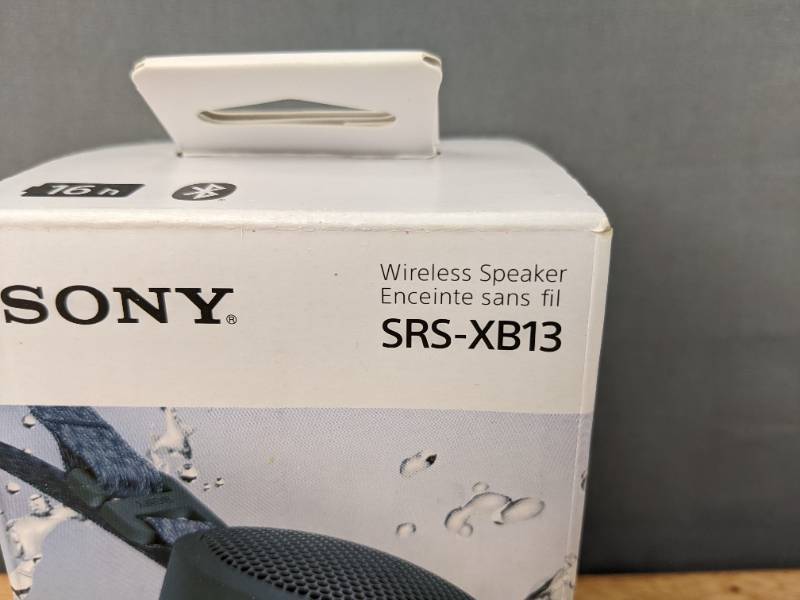 16 h
SONY®
Wireless Speaker
Enceinte sans fil
SRS-XB13